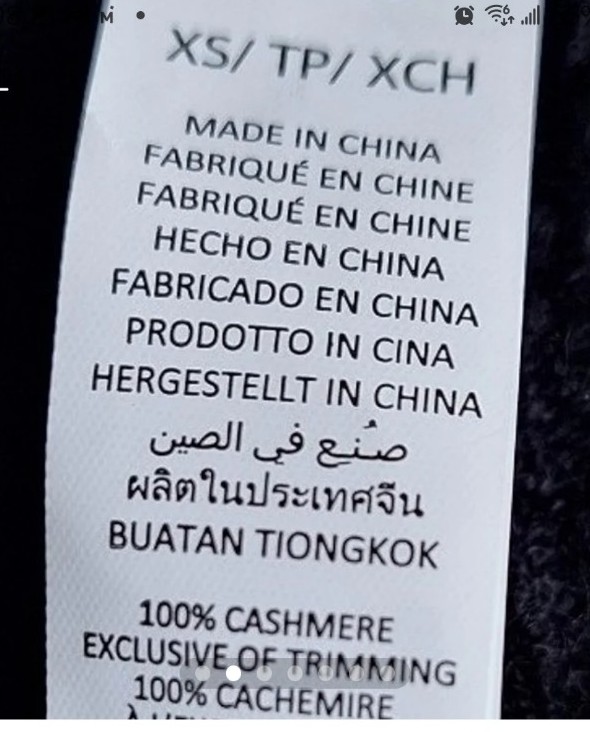 XS/ TP/ XCH
MADE IN CHINA
FABRIQUÉ EN CHINE
FABRIQUÉ EN CHINE
HECHO EN CHINA
FABRICADO EN CHINA
PRODOTTO IN CINA
HERGESTELLT IN CHINA
صُنع في الصين
ผลิตในประเทศจีน
BUATAN TIONGKOK
100% CASHMERE
EXCLUSIVE OF TRIMMING
100% CACHEMIRE